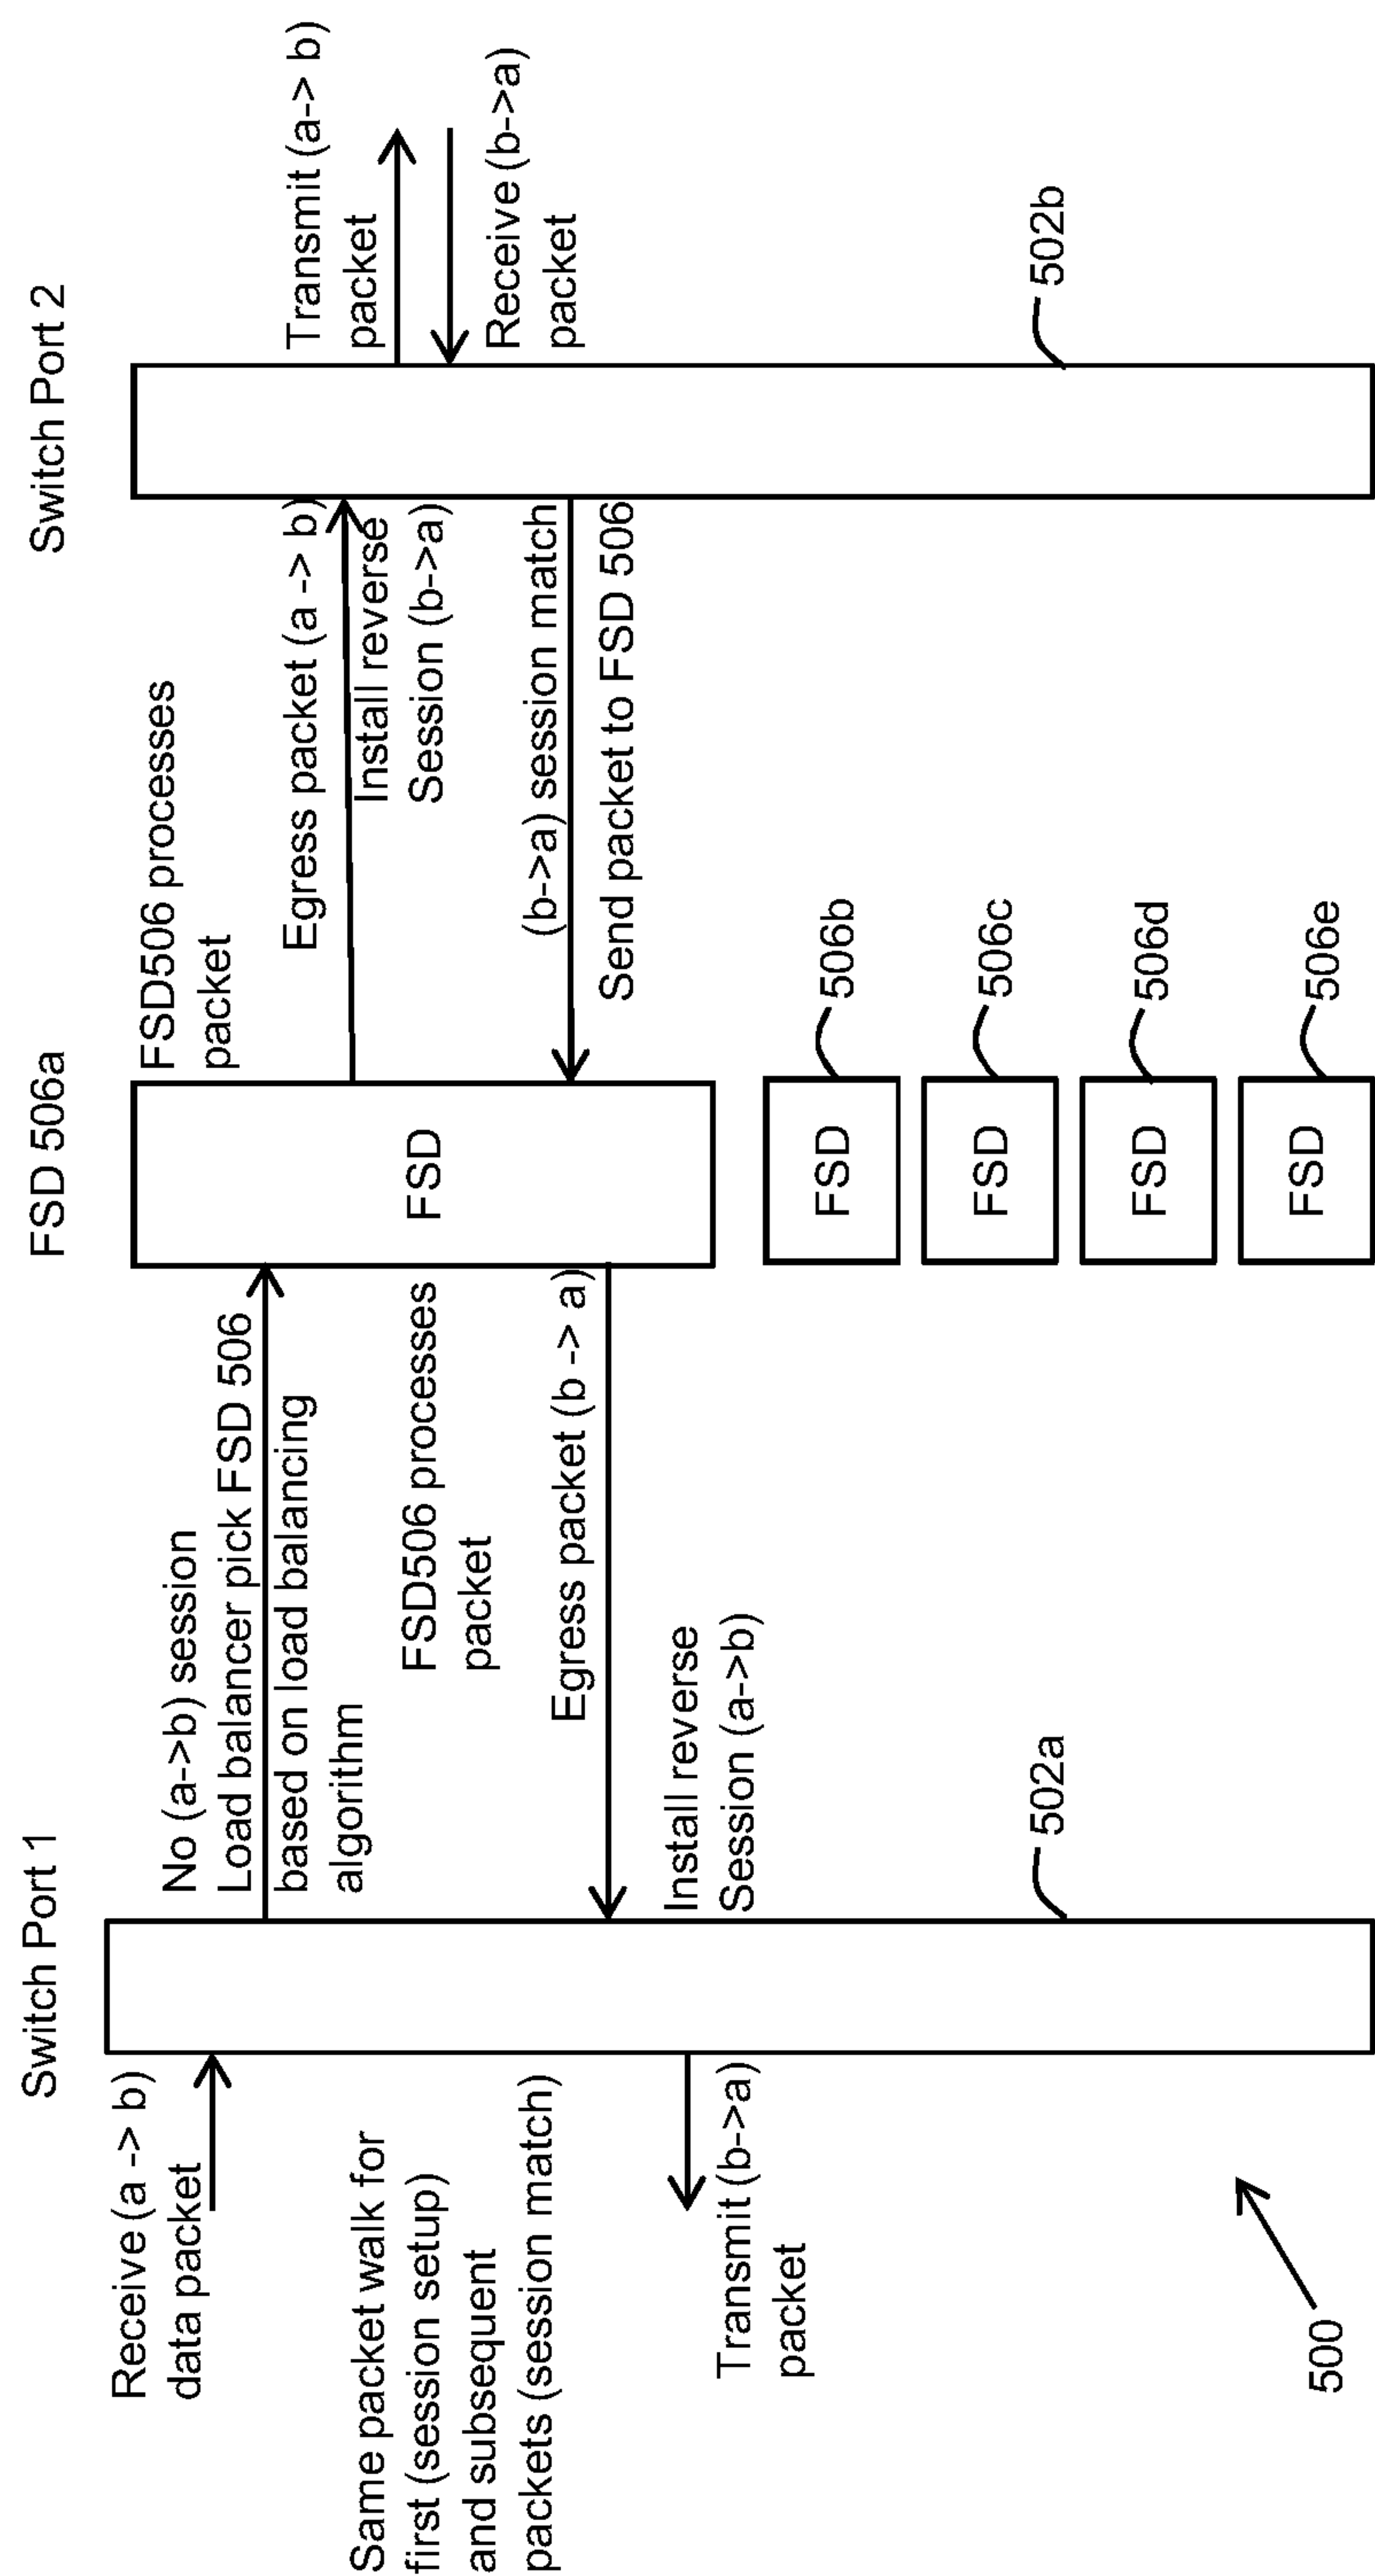 Switch Port 1
FSD 506a
Switch Port 2
Receive (a -> b)
data packet
No (a->b) session
Load balancer pick FSD 506
based on load balancing
algorithm
FSD506 processes
packet
Egress packet (a -> b)
Install reverse
Session (b->a)
Transmit (a-> b)
packet
Receive (b->a)
packet
(b->a) session match
Send packet to FSD 506
FSD
FSD506 processes
packet
Egress packet (b -> a)
Install reverse
Session (a->b)
Same packet walk for
first (session setup)
and subsequent
packets (session match)
Transmit (b->a)
packet
FSD
506b
FSD
506c
FSD
506d
FSD
506e
502a
502b
500